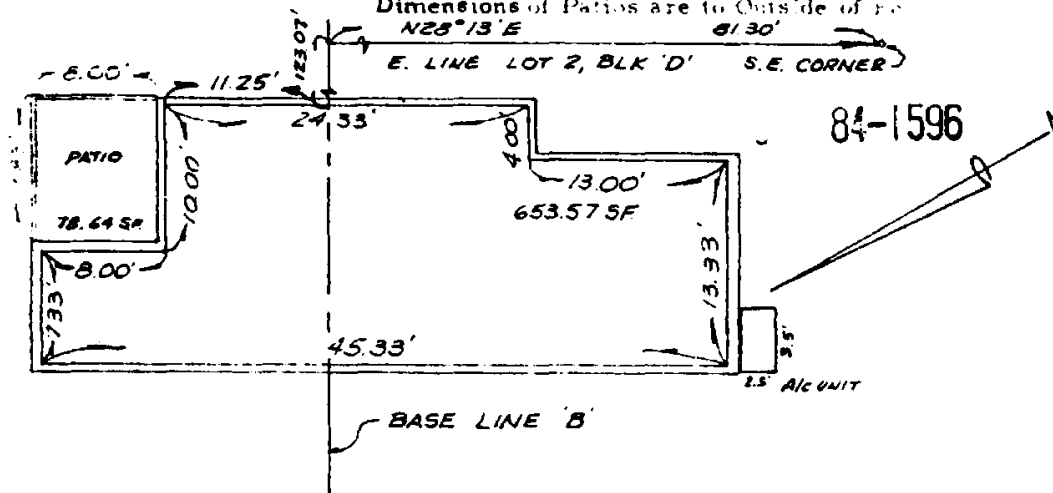 Dimensions of Patios are to Outside of
N28°13'E 81.30'
E. LINE LOT 2, BLK 'D' S.E. CORNER
123.07'
8.00'
11.25'
24.33'
84-1596
4.00
PATIO
10.00'
13.00'
653.57 SF
78.64 SF
8.00'
7.33'
13.33'
45.33'
3.5'
2.5' A/C UNIT
BASE LINE 'B'